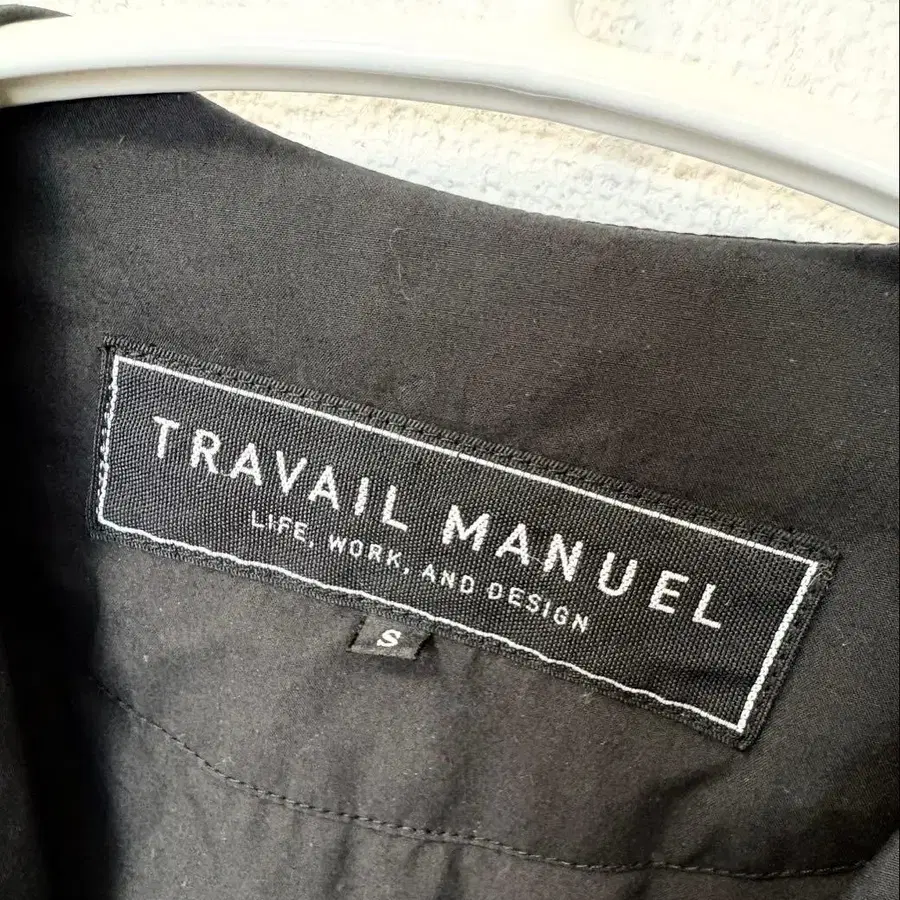 TRAVAIL MANUEL
LIFE, WORK, AND DESIGN
S